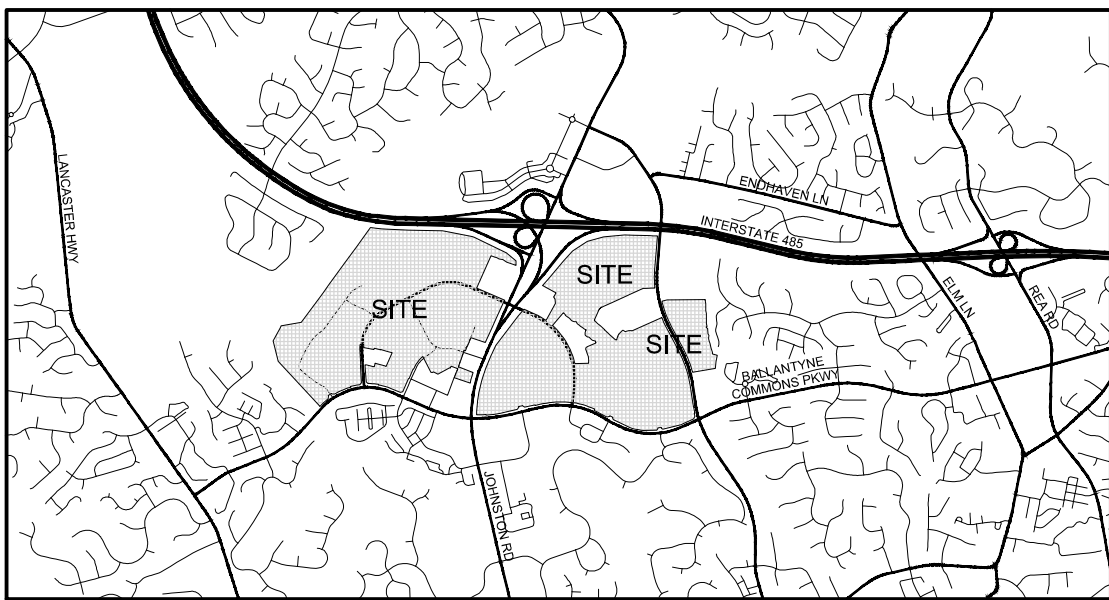 LANCASTER HWY
ENDHAVEN LN
INTERSTATE 485
SITE
SITE
SITE
ELM LN
REA RD
BALLANTYNE
COMMONS PKWY
JOHNSTON RD